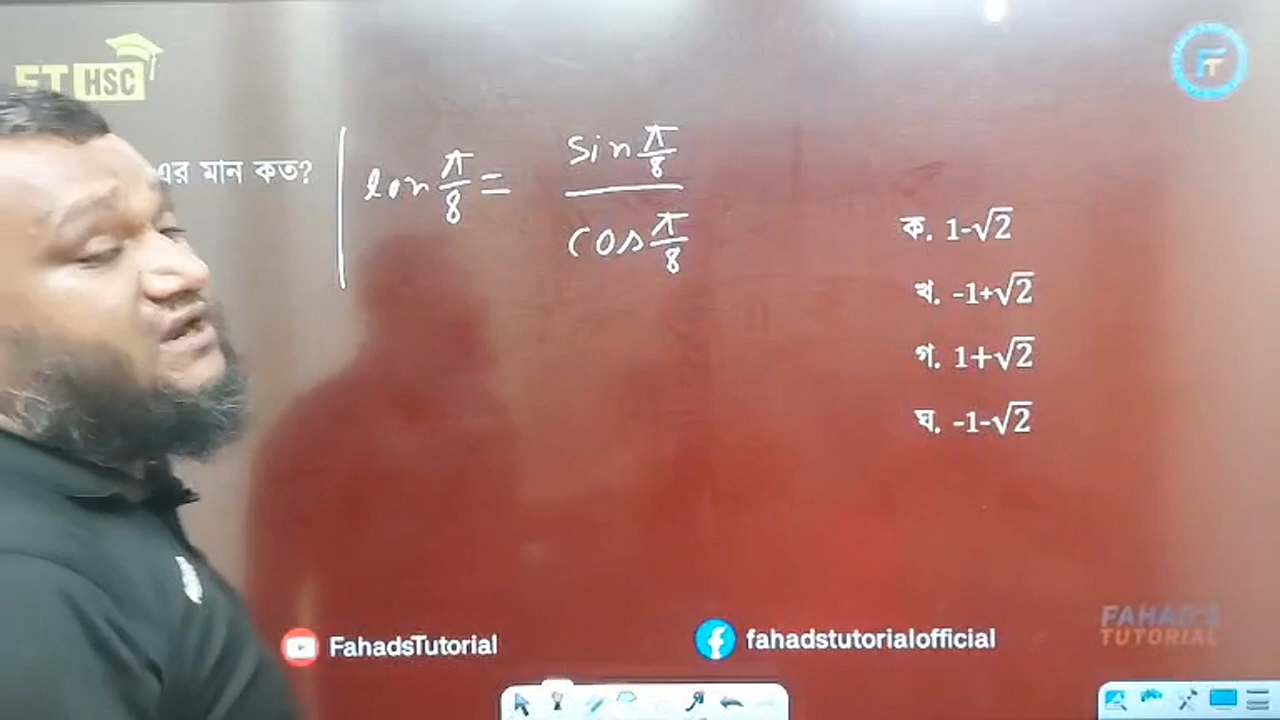 FT HSC
এর মান কত?
tan π/8 = sin π/8 / cos π/8
ক. 1-√2
খ. -1+√2
গ. 1+√2
ঘ. -1-√2
FahadsTutorial
fahadstutorialofficial
FAHAD'S
TUTORIAL